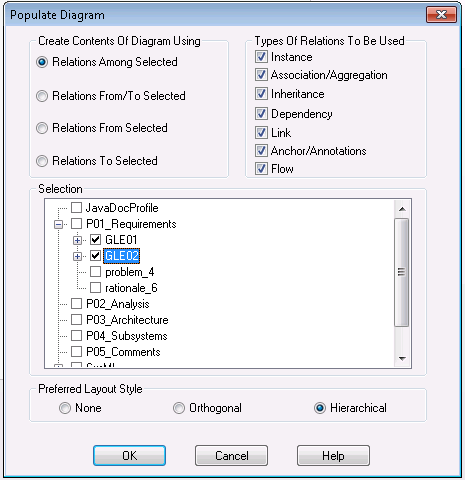 Populate Diagram
Create Contents Of Diagram Using
Relations Among Selected
Relations From/To Selected
Relations From Selected
Relations To Selected
Types Of Relations To Be Used
Instance
Association/Aggregation
Inheritance
Dependency
Link
Anchor/Annotations
Flow
Selection
JavaDocProfile
P01_Requirements
GLE01
GLE02
problem_4
rationale_6
P02_Analysis
P03_Architecture
P04_Subsystems
P05_Comments
Preferred Layout Style
None
Orthogonal
Hierarchical
OK
Cancel
Help